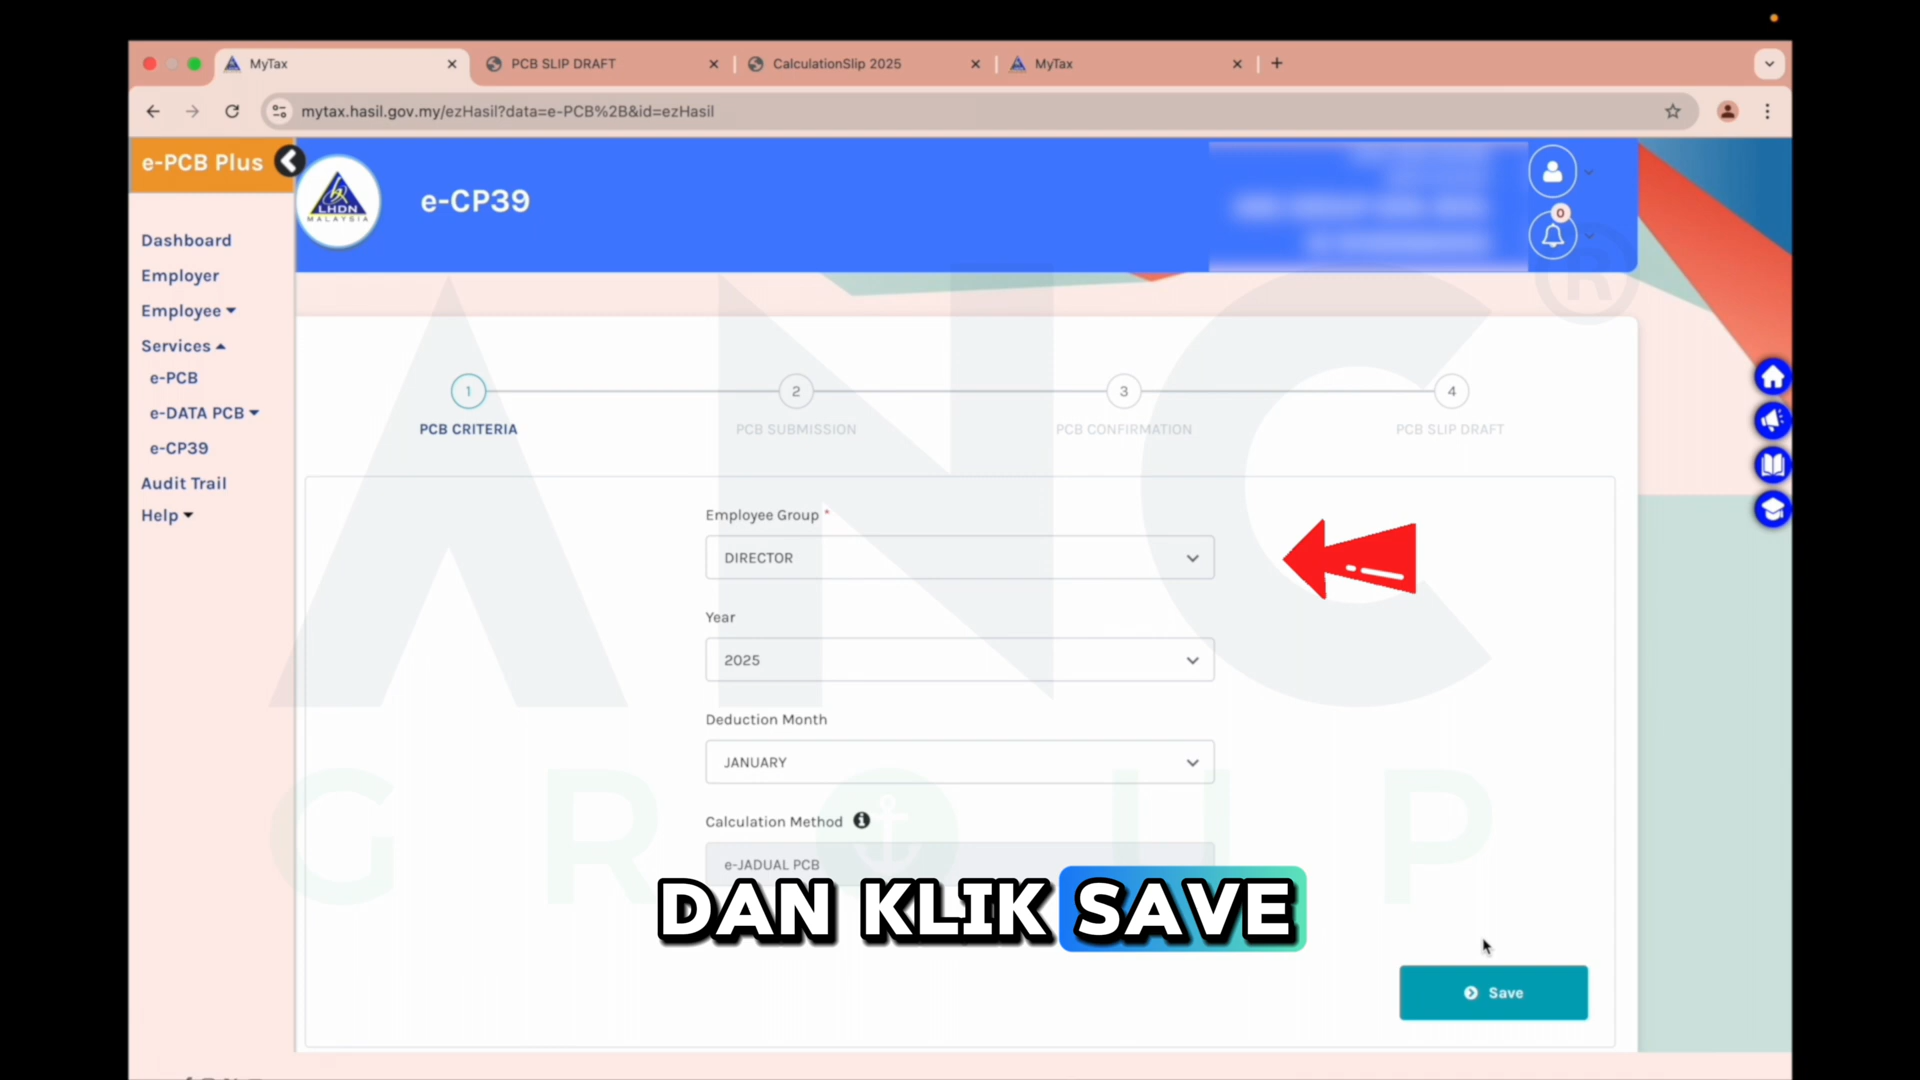 MyTax
PCB SLIP DRAFT
CalculationSlip 2025
MyTax
mytax.hasil.gov.my/ezHasil?data=e-PCB%2B&id=ezHasil
e-PCB Plus
LHDN
MALAYSIA
e-CP39
0
Dashboard
Employer
Employee
Services
e-PCB
e-DATA PCB
e-CP39
Audit Trail
Help
1
2
3
4
PCB CRITERIA
PCB SUBMISSION
PCB CONFIRMATION
PCB SLIP DRAFT
Employee Group *
DIRECTOR
Year
2025
Deduction Month
JANUARY
Calculation Method
e-JADUAL PCB
DAN KLIK SAVE
Save
ANC
GROUP
®